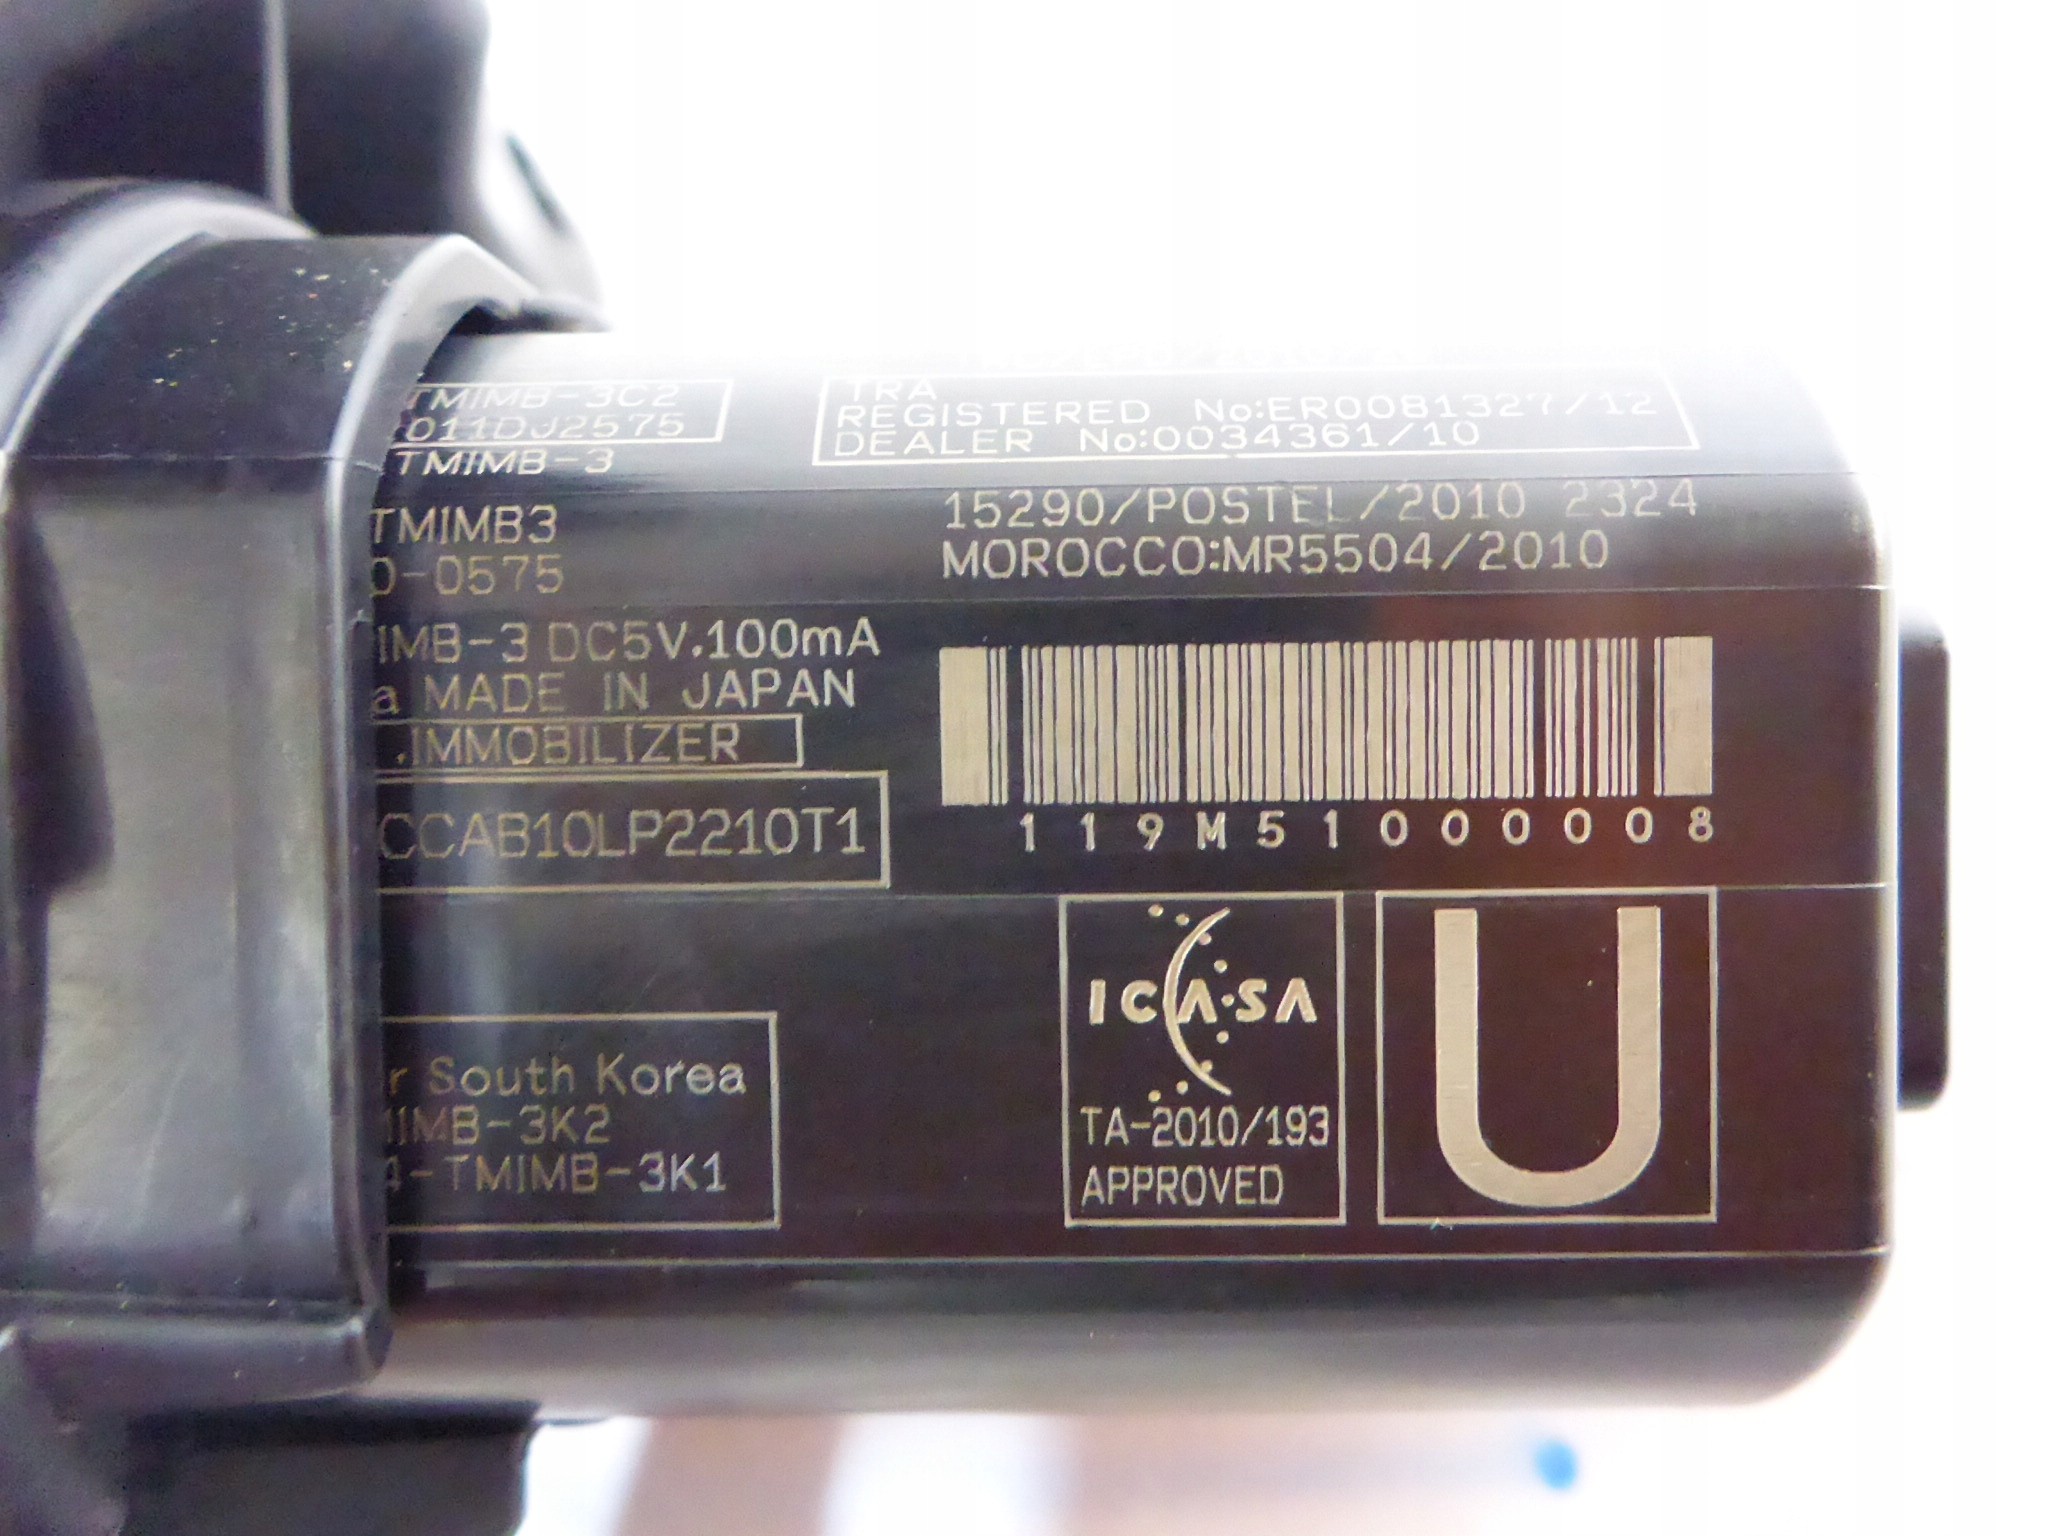 TMIMB-3C2
011DJ2575
TMIMB-3
TMIMB3
0-0575
IMB-3 DC5V.100mA
a MADE IN JAPAN
.IMMOBILIZER
CCAB10LP2210T1
r South Korea
MIMB-3K2
4-TMIMB-3K1
TRA
REGISTERED No:ER0081327/12
DEALER No:0034361/10
15290/POSTEL/2010 2324
MOROCCO:MR5504/2010
119M51000008
ICASA
TA-2010/193
APPROVED
U